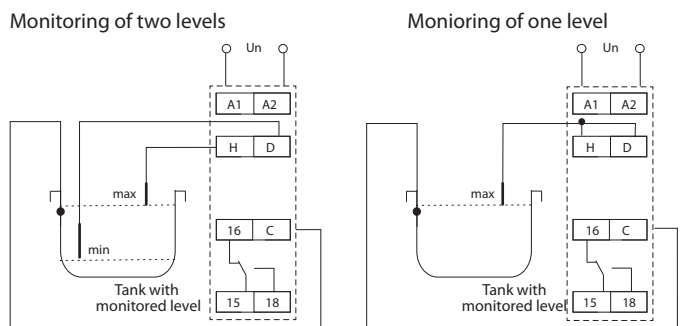 Monitoring of two levels
Un
A1 A2
H D
max
min
16 C
Tank with
monitored level
15 18
Monioring of one level
Un
A1 A2
H D
max
16 C
Tank with
monitored level
15 18